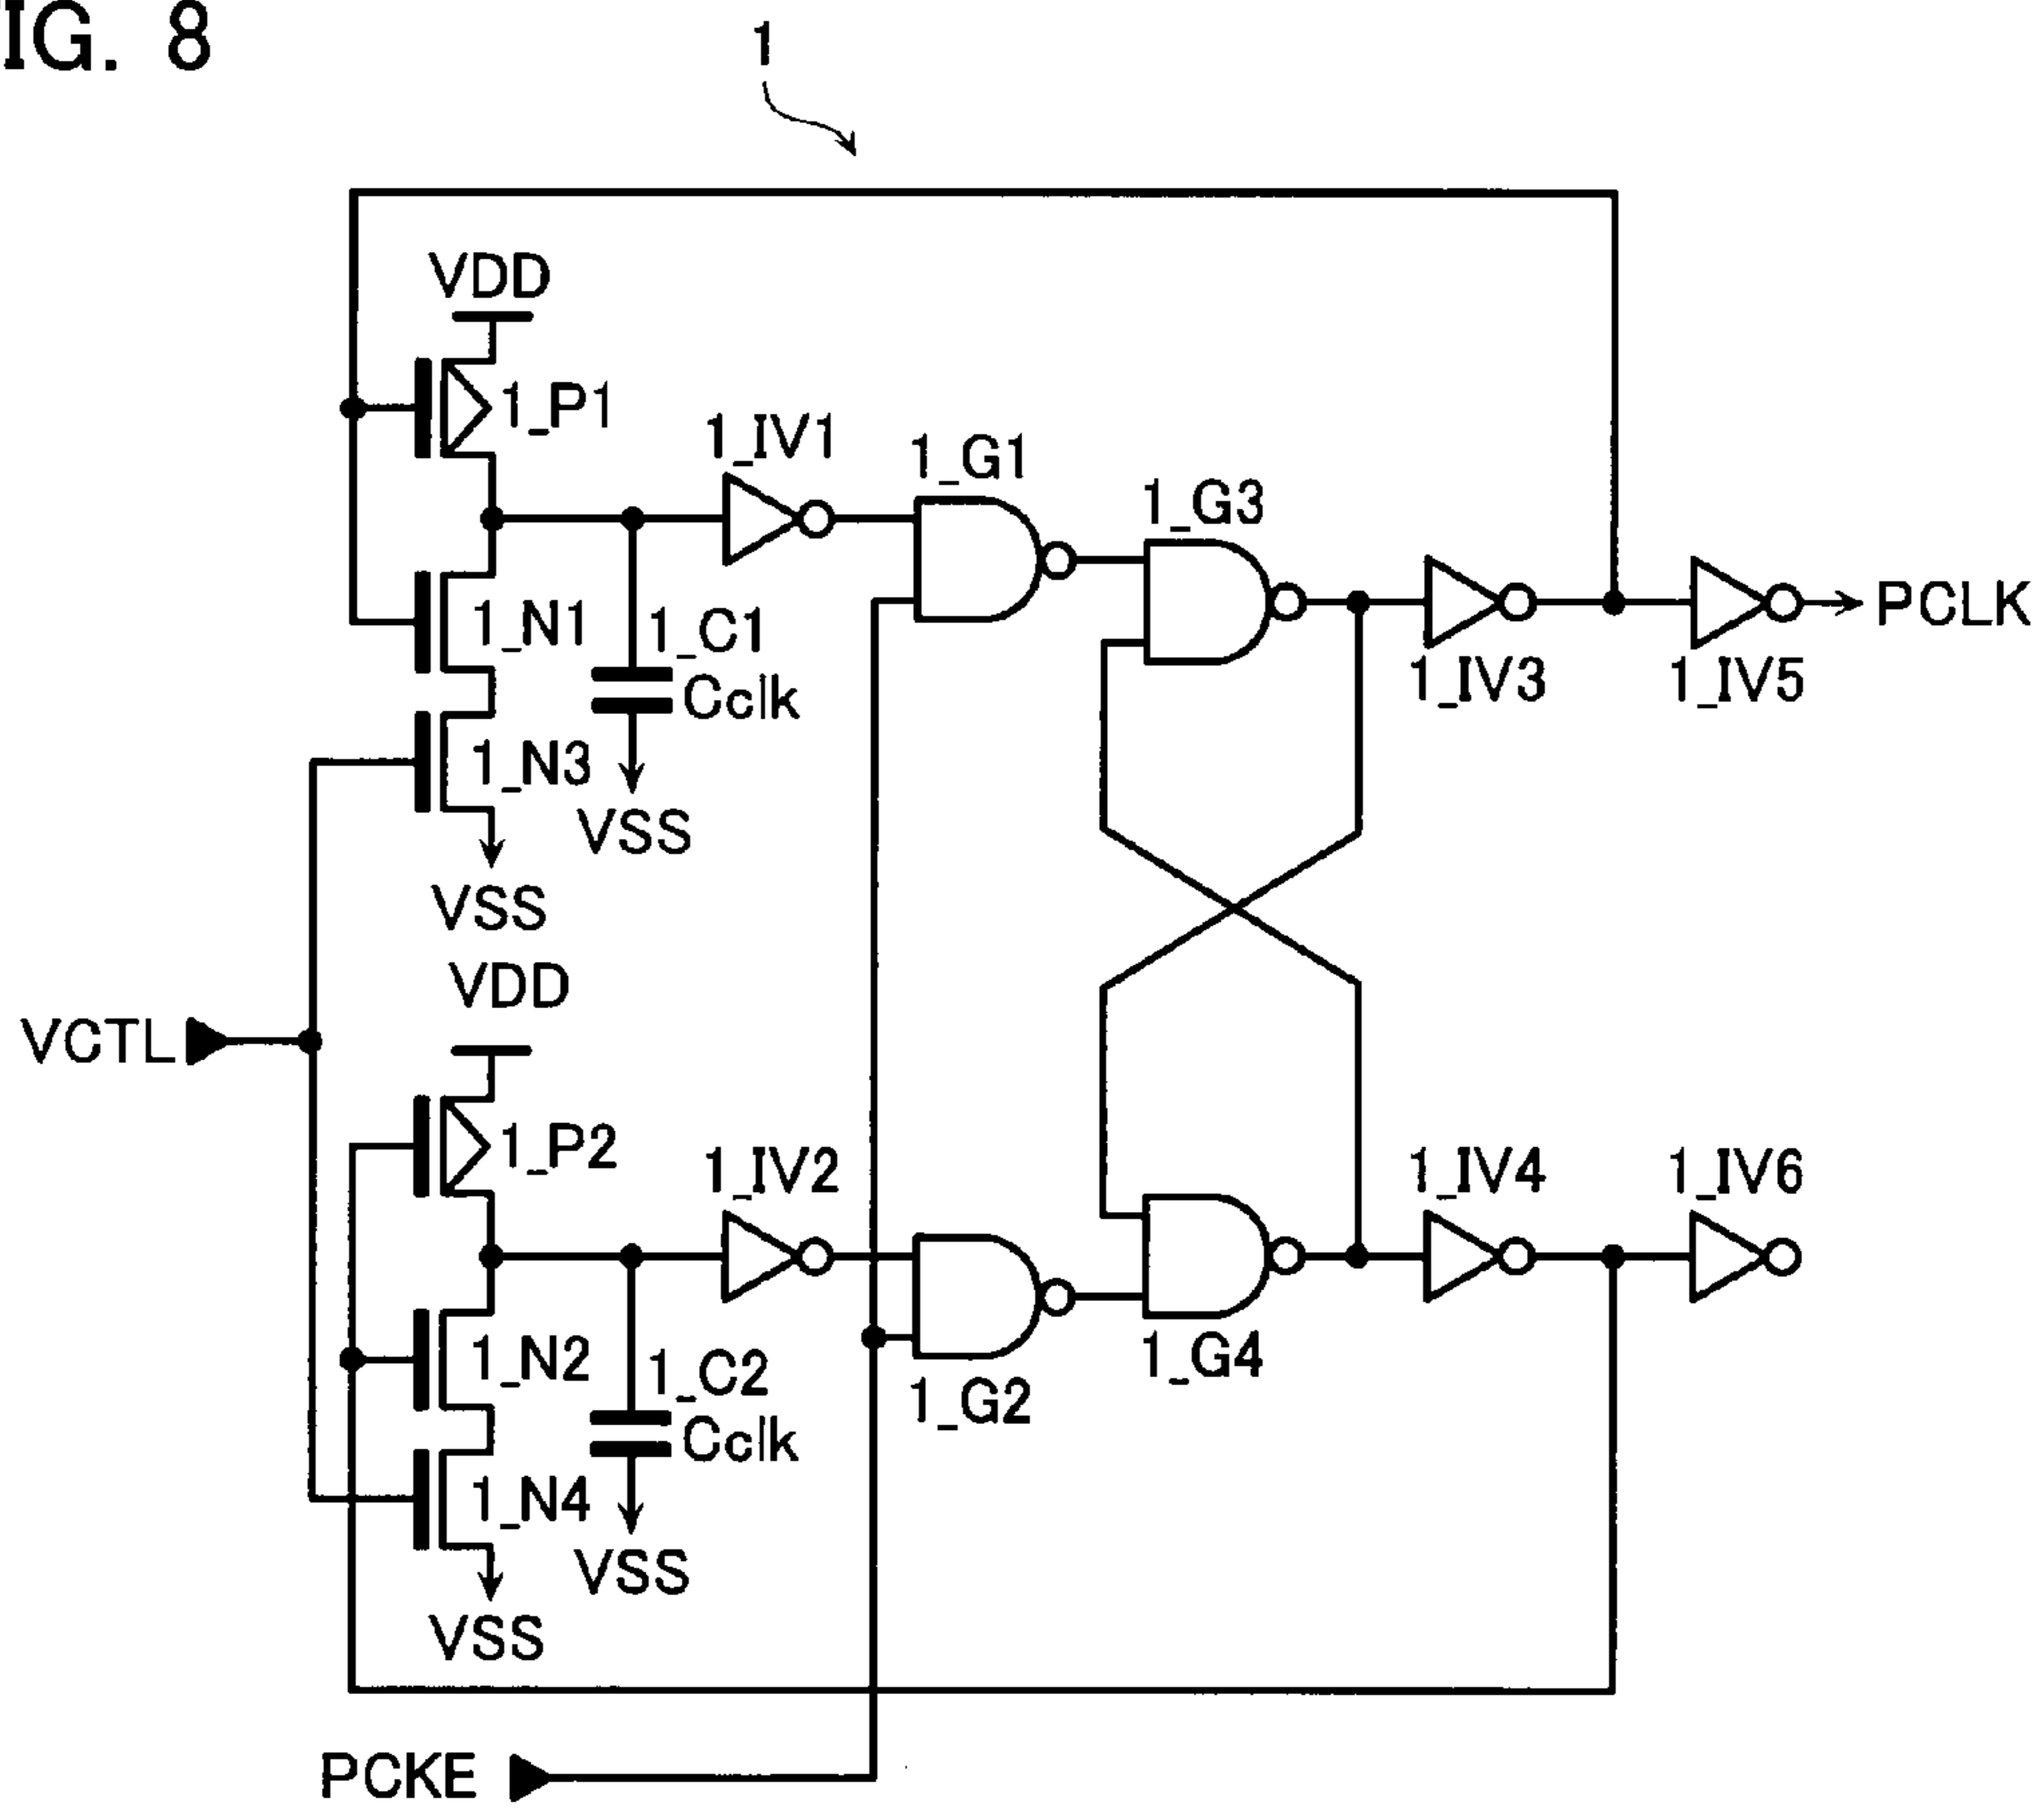 IG. 8
1
VDD
1_P1
1_IV1
1_G1
1_G3
1_N1
1_C1
Cclk
1_IV3
1_IV5
PCLK
1_N3
VSS
VSS
VDD
VCTL
1_P2
1_IV2
1_IV4
1_IV6
1_N2
1_C2
Cclk
1_G2
1_G4
1_N4
VSS
VSS
PCKE